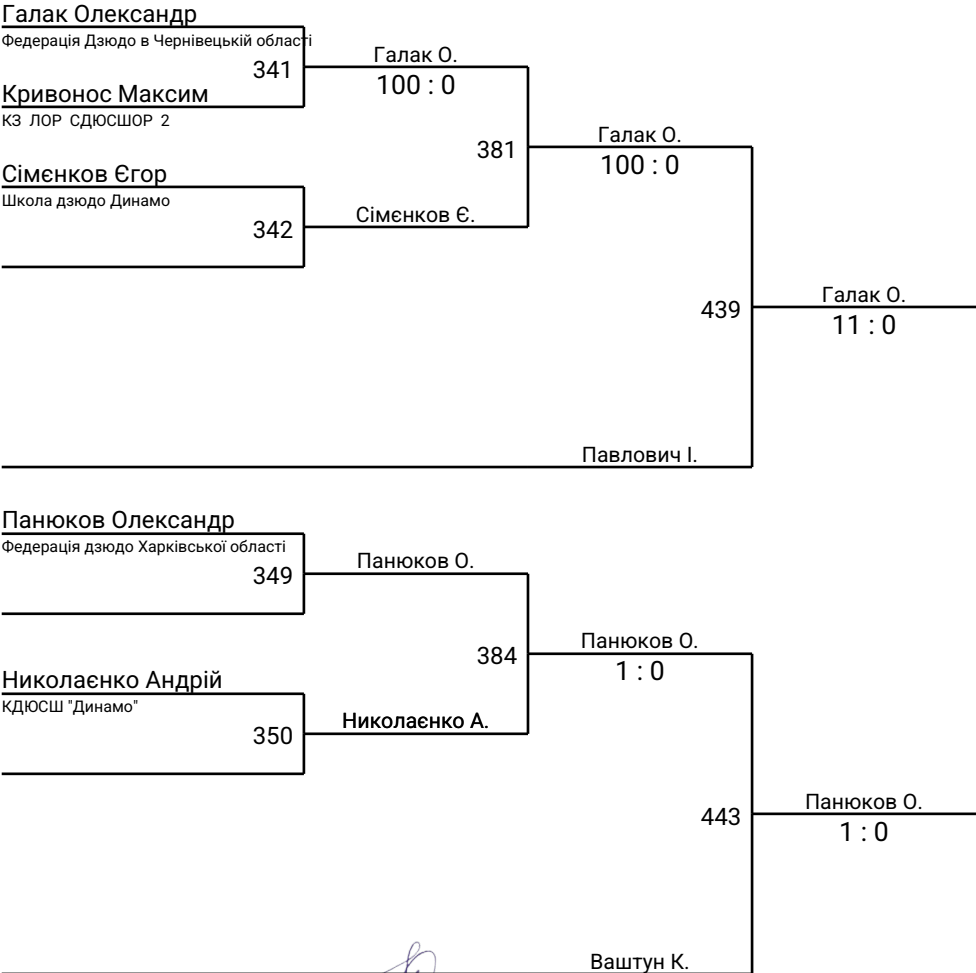 Галак Олександр
Федерація Дзюдо в Чернівецькій області
341
Галак О.
100 : 0
Кривонос Максим
КЗ ЛОР СДЮСШОР 2
381
Галак О.
100 : 0
Сімєнков Єгор
Школа дзюдо Динамо
342
Сімєнков Є.
439
Галак О.
11 : 0
Павлович І.
Панюков Олександр
Федерація дзюдо Харківської області
349
Панюков О.
384
Панюков О.
1 : 0
Николаєнко Андрій
КДЮСШ "Динамо"
350
Николаєнко А.
443
Панюков О.
1 : 0
Ваштун К.